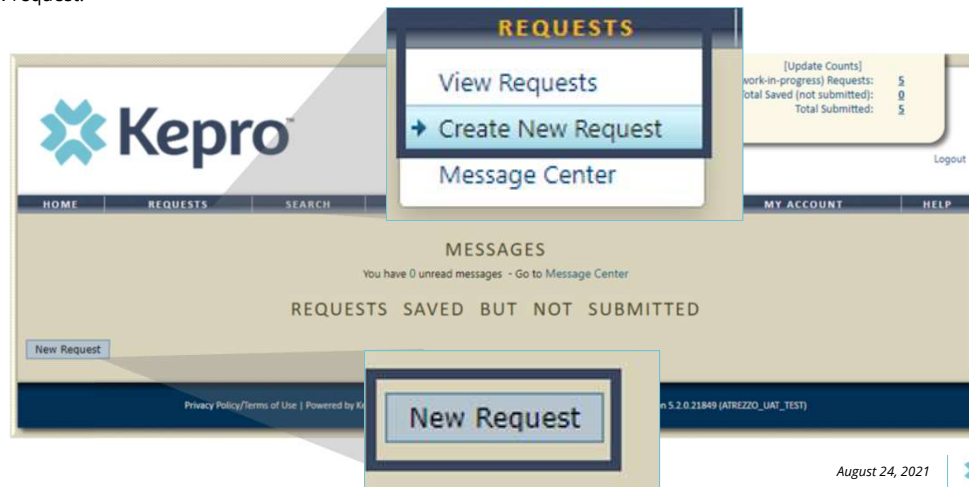 request.
REQUESTS
View Requests
Create New Request
Message Center
[Update Counts]
work-in-progress) Requests: 5
Total Saved (not submitted): 0
Total Submitted: 5
Kepro™
Logout
HOME REQUESTS SEARCH MY ACCOUNT HELP
MESSAGES
You have 0 unread messages - Go to Message Center
REQUESTS SAVED BUT NOT SUBMITTED
New Request
New Request
Privacy Policy/Terms of Use | Powered by 5.2.0.21849 (ATREZZO_UAT_TEST)
August 24, 2021